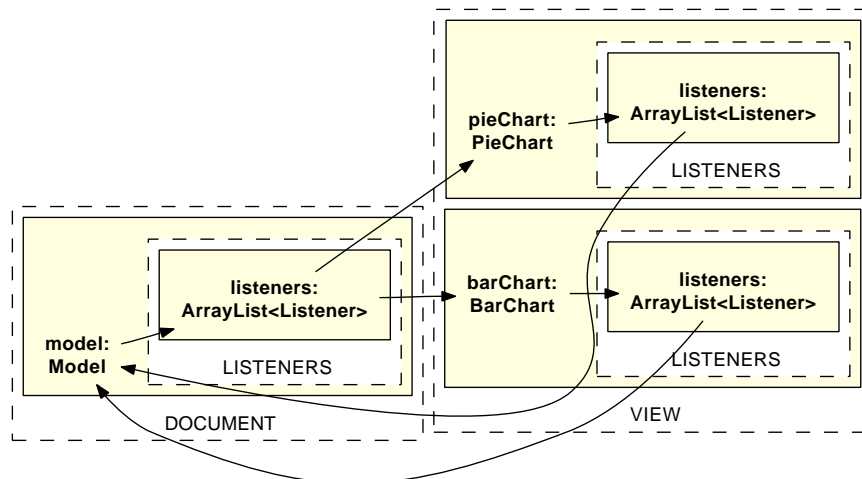 listeners:
ArrayList<Listener>
pieChart:
PieChart
LISTENERS
listeners:
ArrayList<Listener>
barChart:
BarChart
LISTENERS
VIEW
listeners:
ArrayList<Listener>
model:
Model
LISTENERS
DOCUMENT